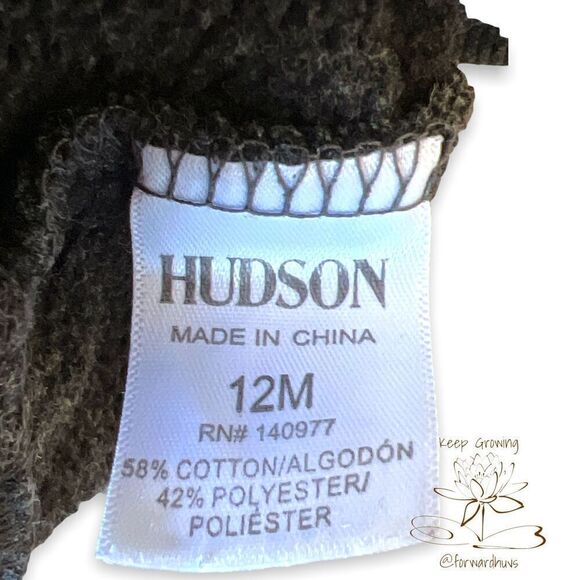 HUDSON
MADE IN CHINA
12M
RN# 140977
58% COTTON/ALGODÓN
42% POLYESTER/
POLIÉSTER
Keep Growing
@forwardhuvs